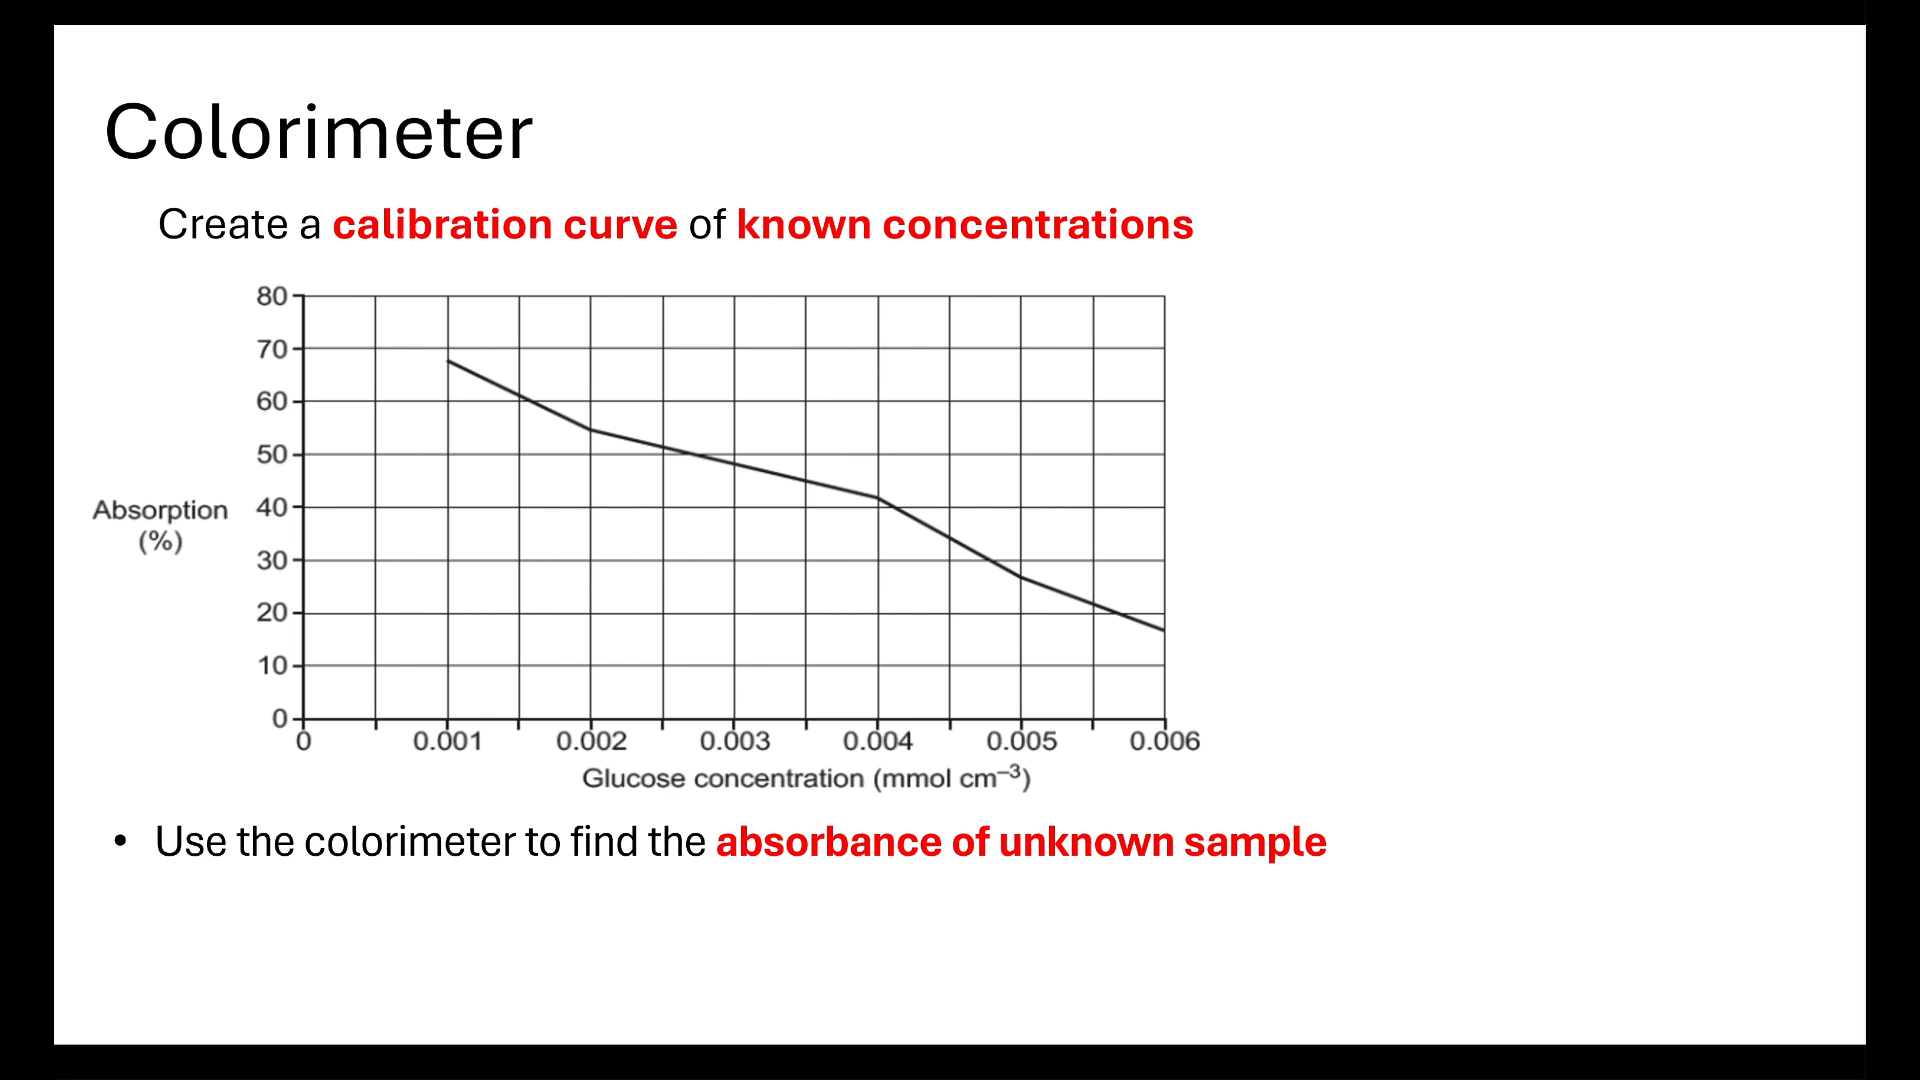 Colorimeter
Create a calibration curve of known concentrations
80
70
60
50
Absorption
(%)
40
30
20
10
0
0 0.001 0.002 0.003 0.004 0.005 0.006
Glucose concentration (mmol cm⁻³)
• Use the colorimeter to find the absorbance of unknown sample